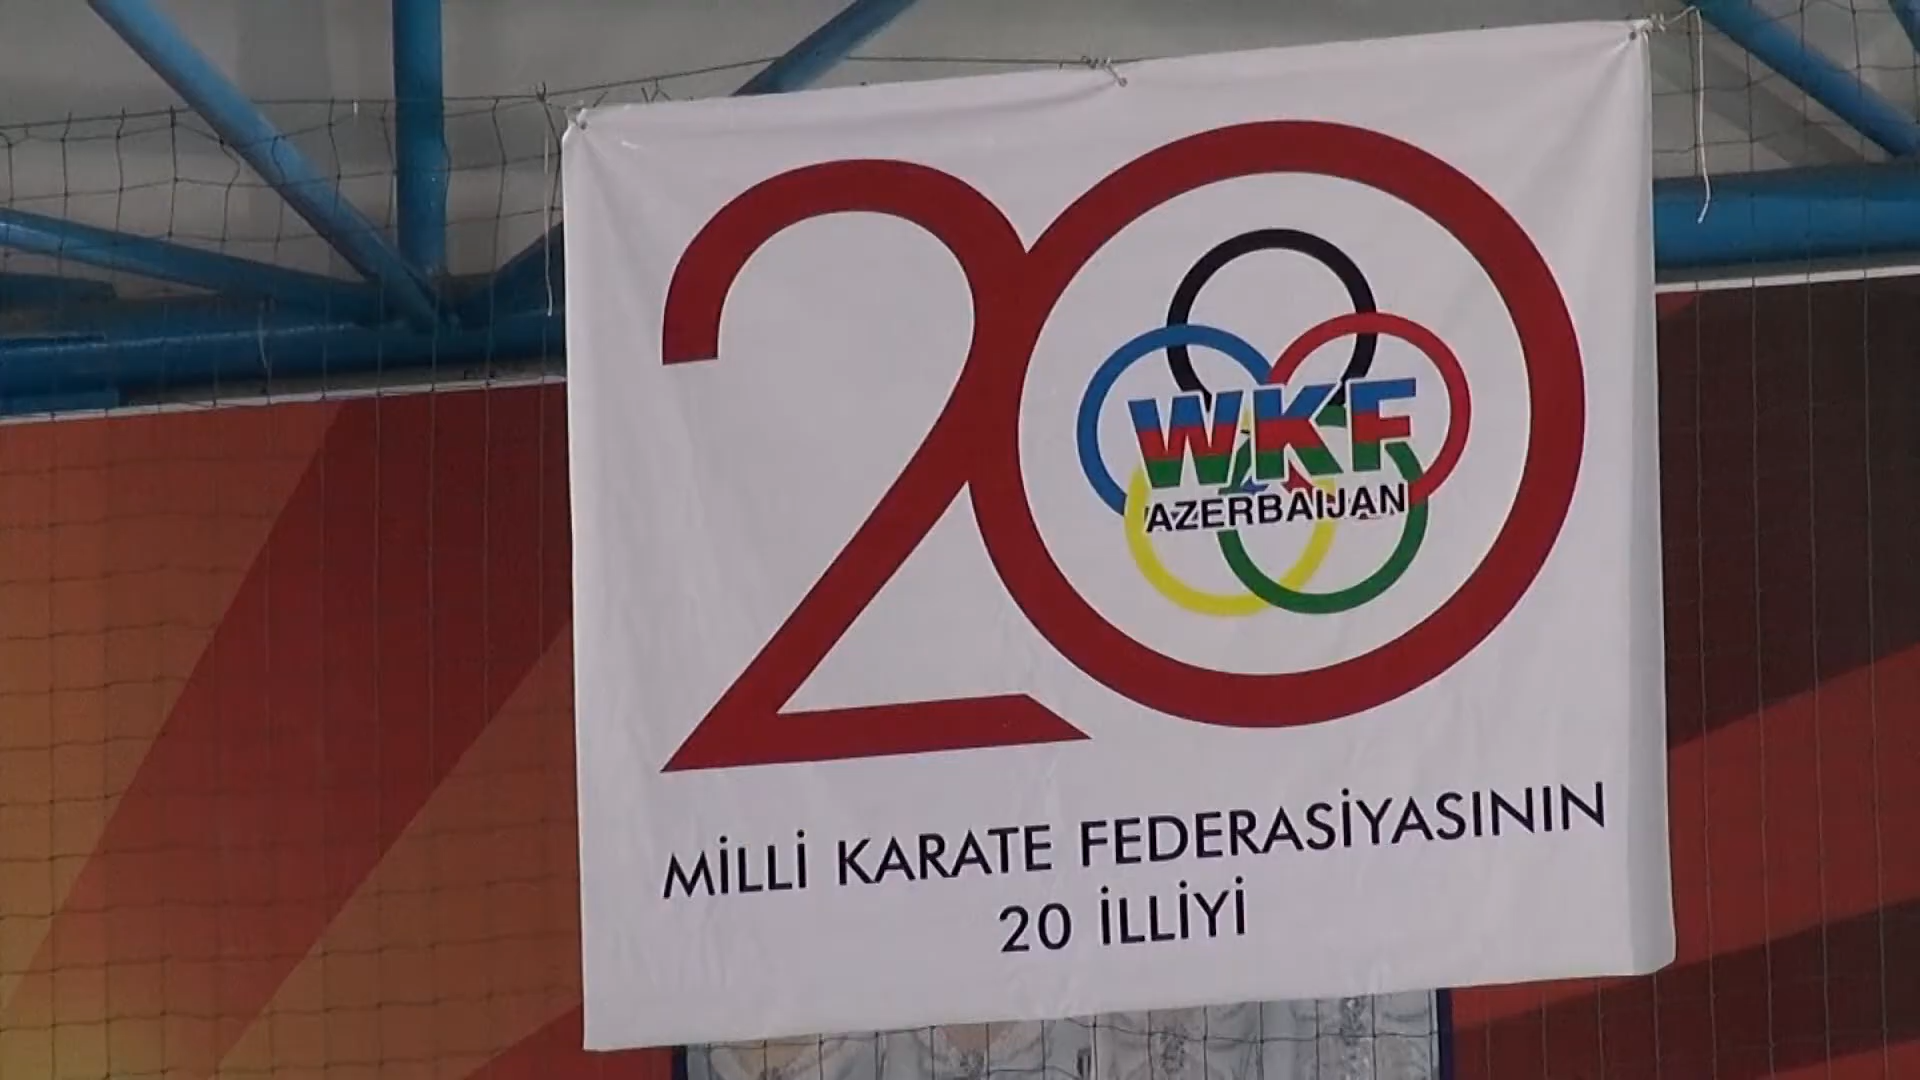 20
WKF
AZERBAIJAN
MİLLİ KARATE FEDERASİYASININ
20 İLLİYİ